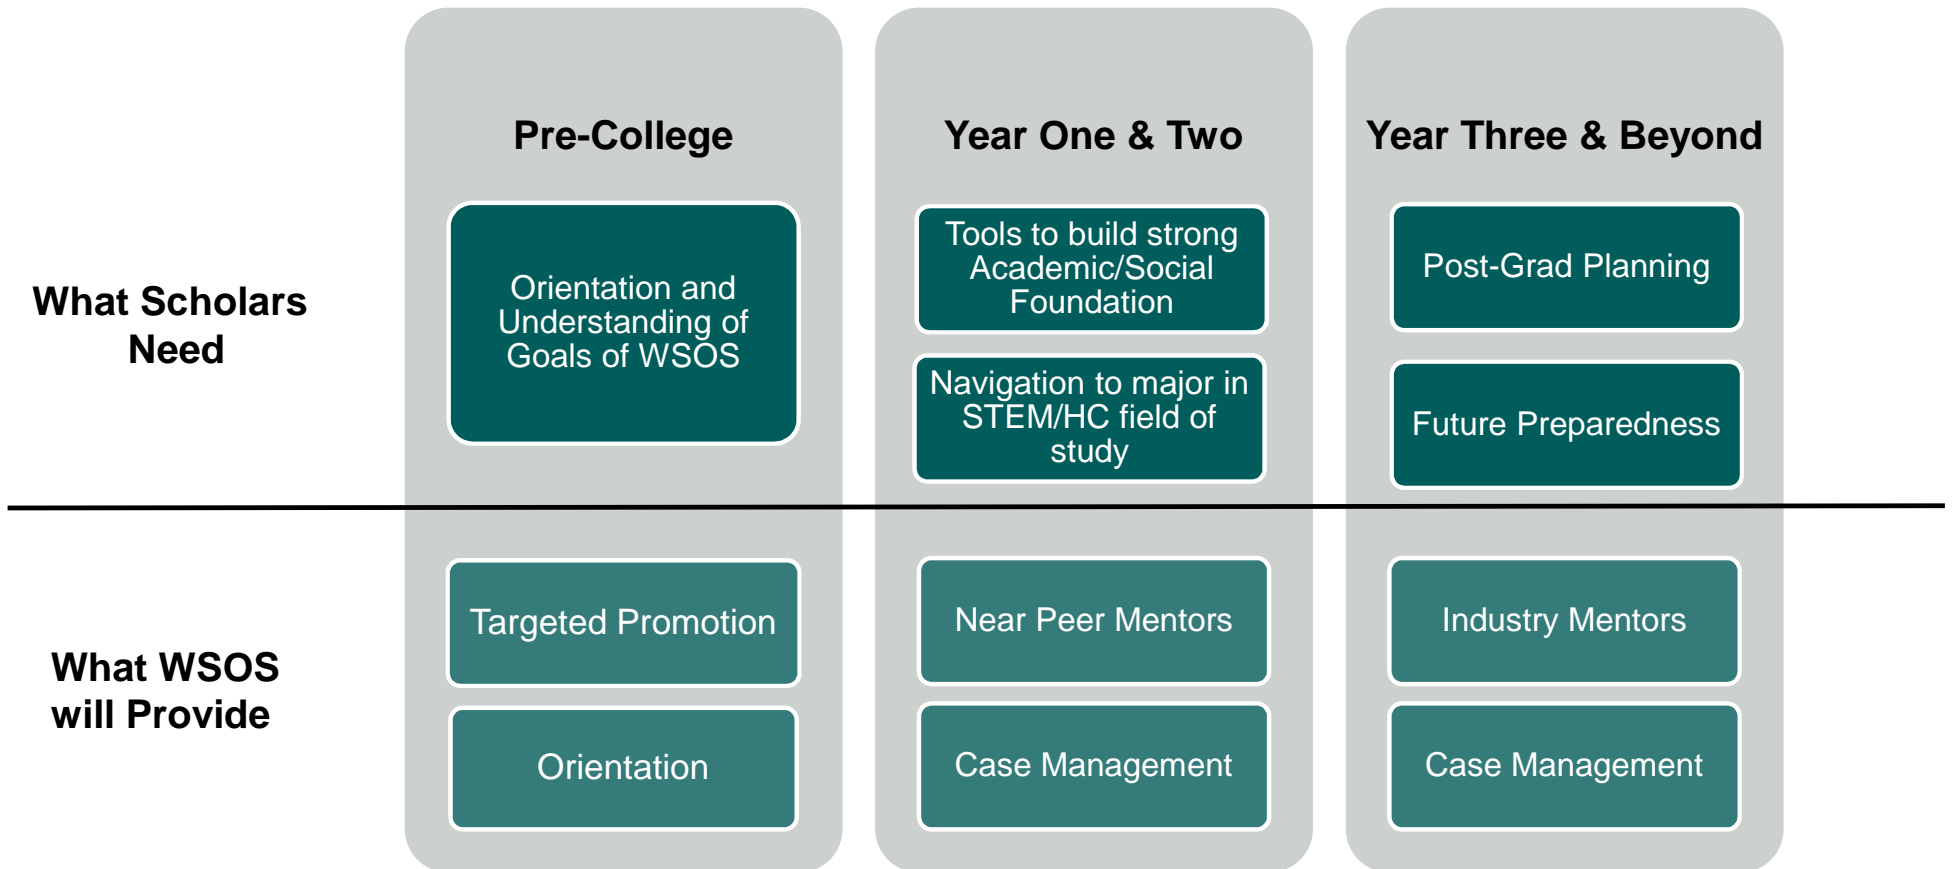 Pre-College
Year One & Two
Year Three & Beyond
What Scholars
Need
Orientation and
Understanding of
Goals of WSOS
Tools to build strong
Academic/Social
Foundation
Navigation to major in
STEM/HC field of
study
Post-Grad Planning
Future Preparedness
What WSOS
will Provide
Targeted Promotion
Orientation
Near Peer Mentors
Case Management
Industry Mentors
Case Management